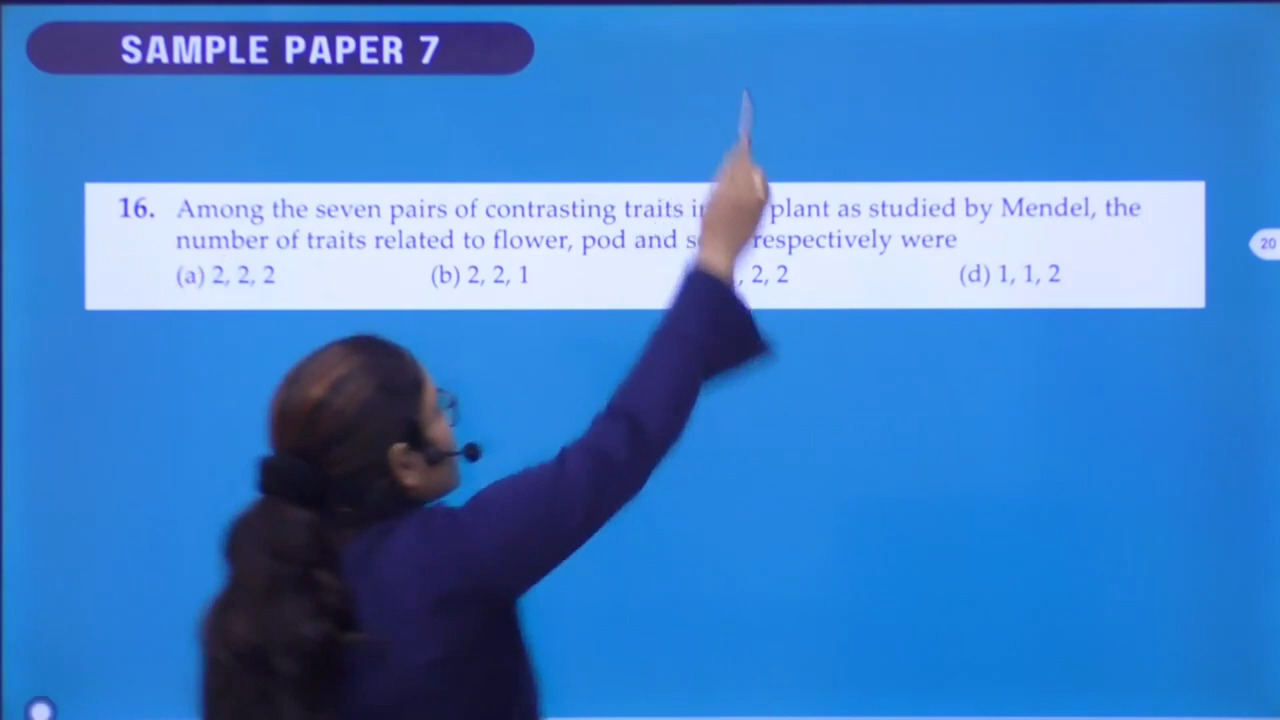 SAMPLE PAPER 7
16. Among the seven pairs of contrasting traits plant as studied by Mendel, the
number of traits related to flower, pod and respectively were
(a) 2, 2, 2 (b) 2, 2, 1 , 2, 2 (d) 1, 1, 2
20